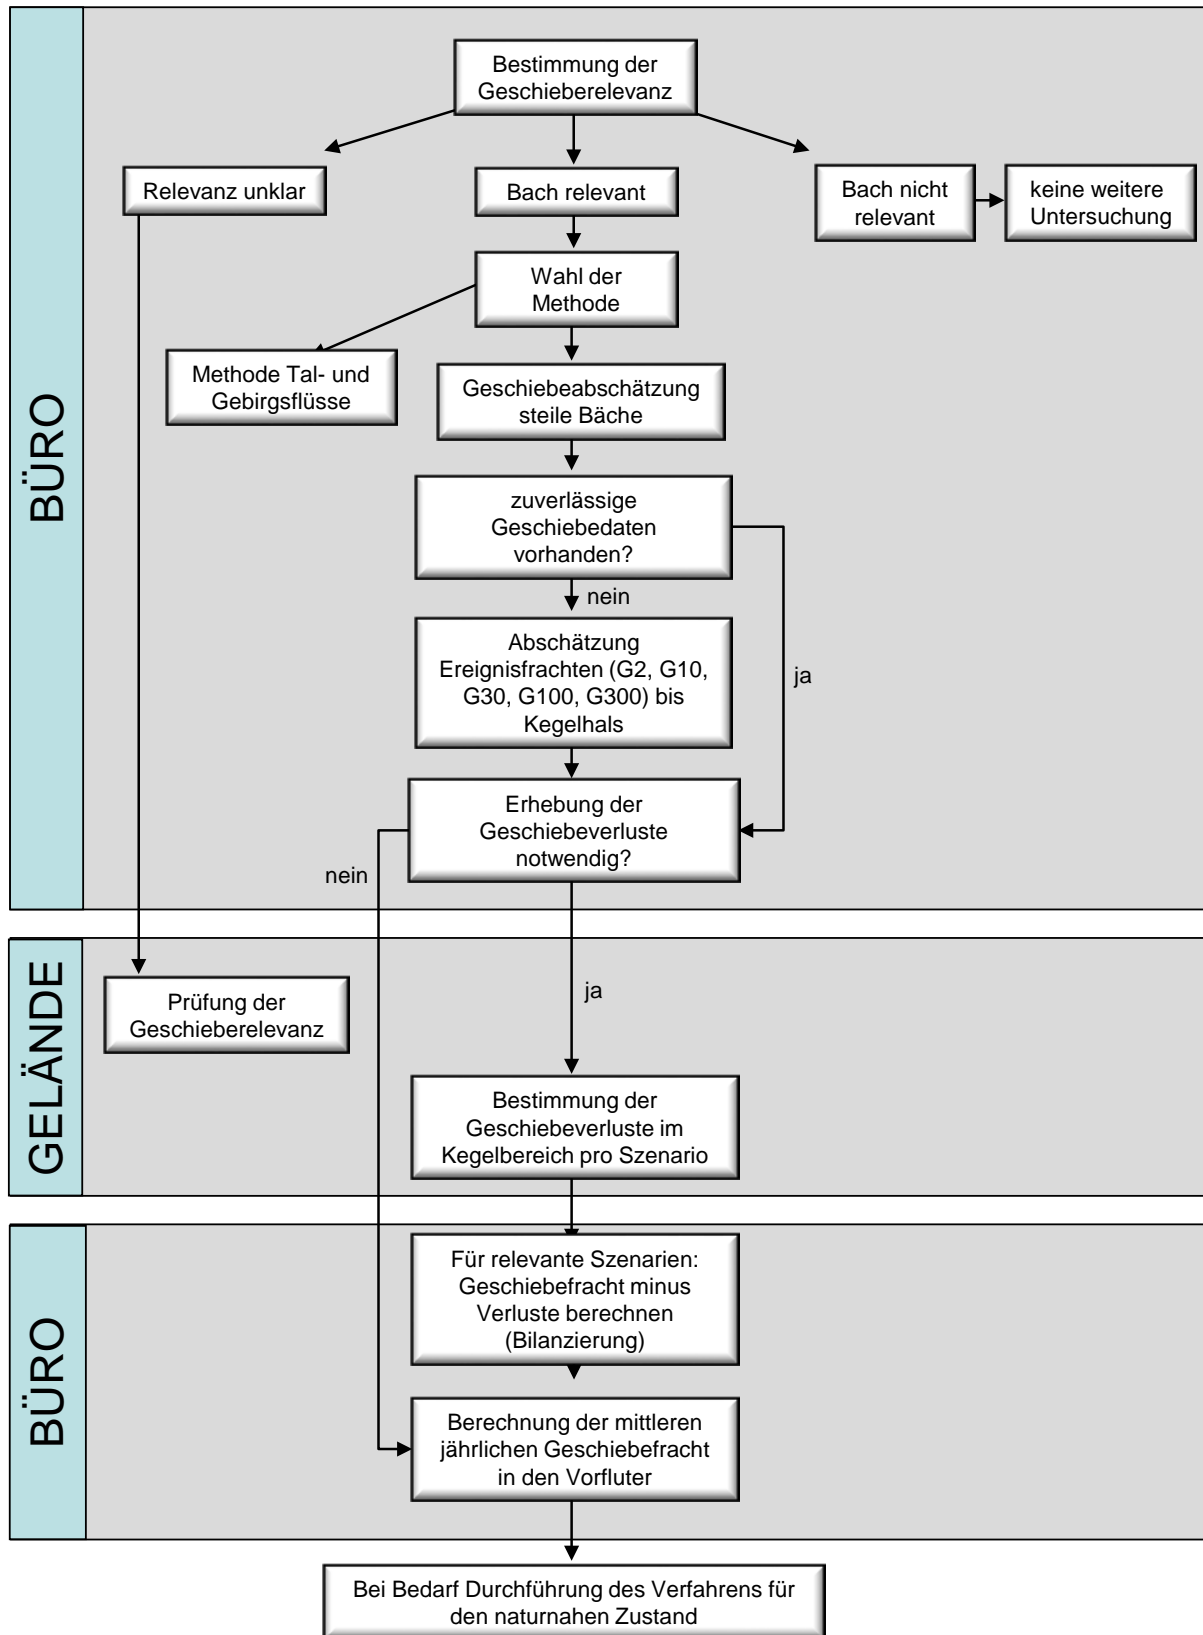 BÜRO
Bestimmung der
Geschieberelevanz
Relevanz unklar
Bach relevant
Bach nicht
relevant
keine weitere
Untersuchung
Wahl der
Methode
Methode Tal- und
Gebirgsflüsse
Geschiebeabschätzung
steile Bäche
zuverlässige
Geschiebedaten
vorhanden?
nein
Abschätzung
Ereignisfrachten (G2, G10,
G30, G100, G300) bis
Kegelhals
ja
Erhebung der
Geschiebeverluste
notwendig?
nein
GELÄNDE
Prüfung der
Geschieberelevanz
ja
Bestimmung der
Geschiebeverluste im
Kegelbereich pro Szenario
BÜRO
Für relevante Szenarien:
Geschiebefracht minus
Verluste berechnen
(Bilanzierung)
Berechnung der mittleren
jährlichen Geschiebefracht
in den Vorfluter
Bei Bedarf Durchführung des Verfahrens für
den naturnahen Zustand